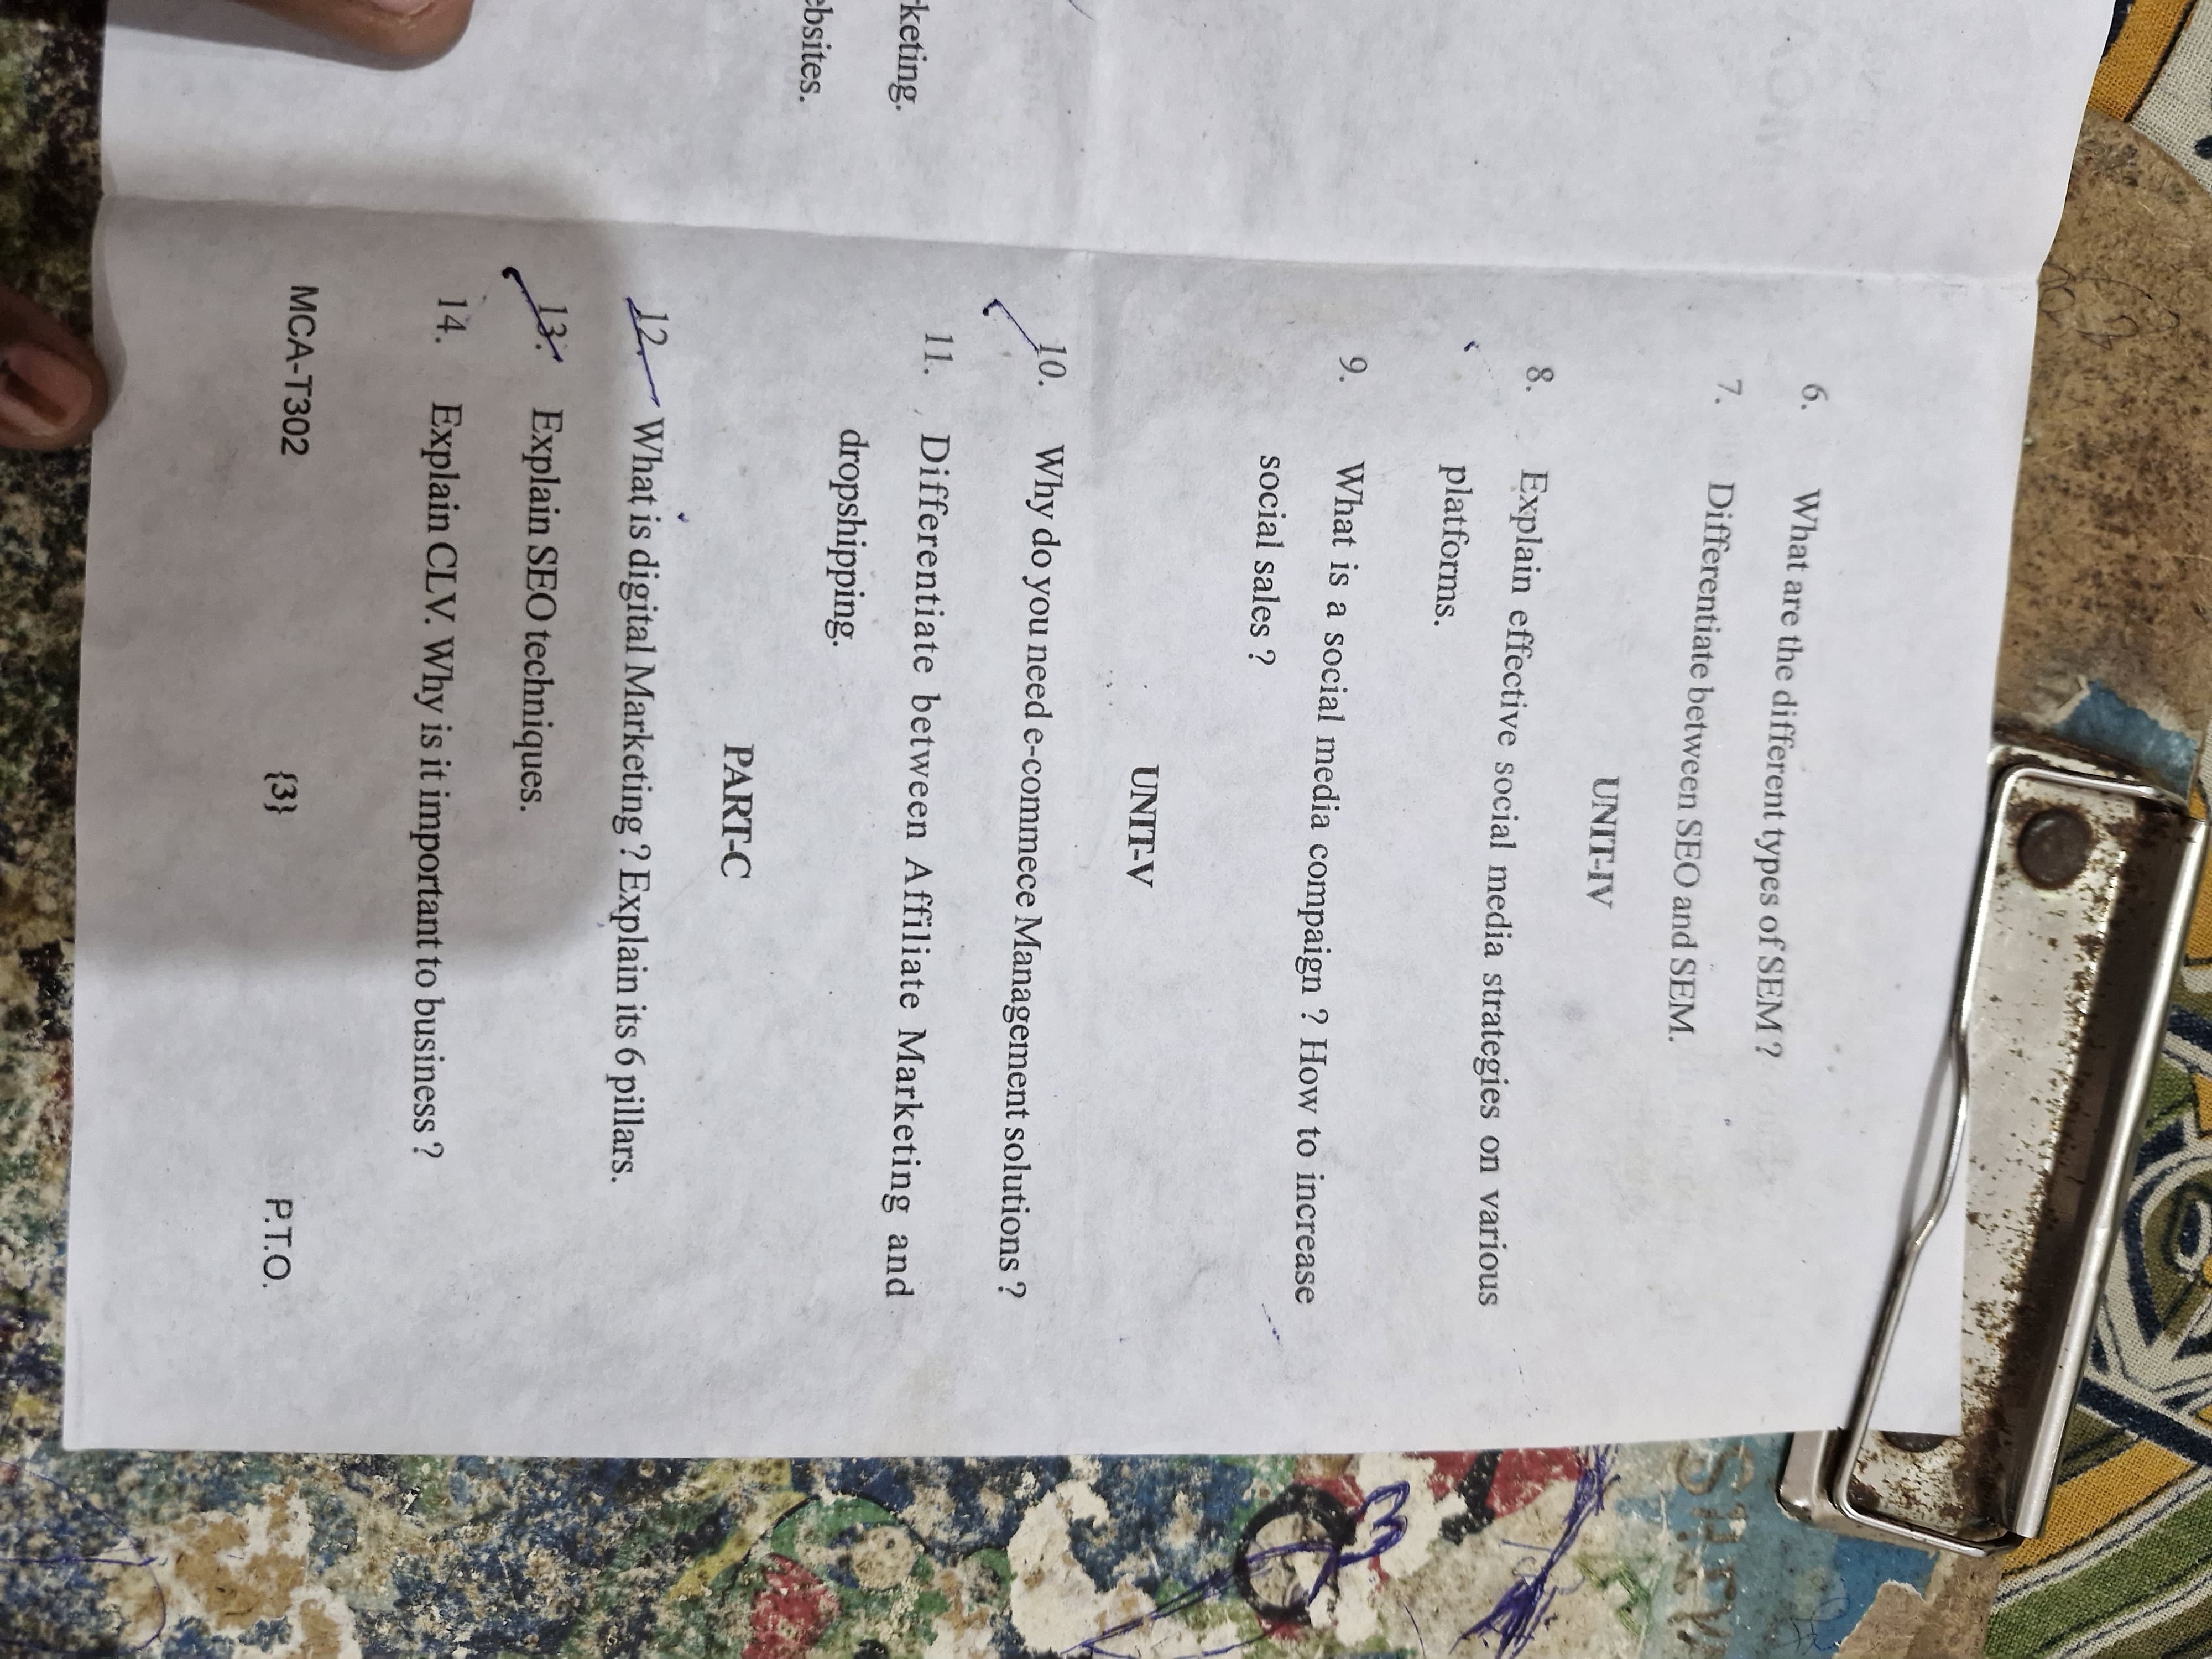 6. What are the different types of SEM ?
7. Differentiate between SEO and SEM.
UNIT-IV
8. Explain effective social media strategies on various
platforms.
9. What is a social media compaign ? How to increase
social sales ?
UNIT-V
10. Why do you need e-commece Management solutions ?
11. Differentiate between Affiliate Marketing and
dropshipping.
PART-C
12. What is digital Marketing ? Explain its 6 pillars.
13. Explain SEO techniques.
14. Explain CLV. Why is it important to business ?
MCA-T302 {3} P.T.O.
rketing.
ebsites.